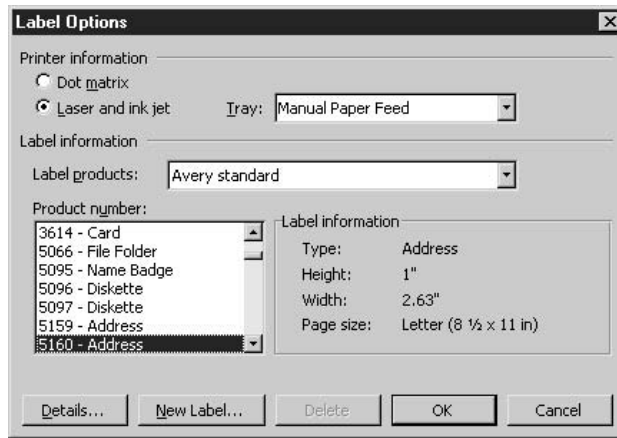 Label Options
Printer information
Dot matrix
Laser and ink jet Tray: Manual Paper Feed
Label information
Label products: Avery standard
Product number:
3614 - Card
5066 - File Folder
5095 - Name Badge
5096 - Diskette
5097 - Diskette
5159 - Address
5160 - Address
Label information
Type: Address
Height: 1"
Width: 2.63"
Page size: Letter (8 ½ x 11 in)
Details... New Label... Delete OK Cancel